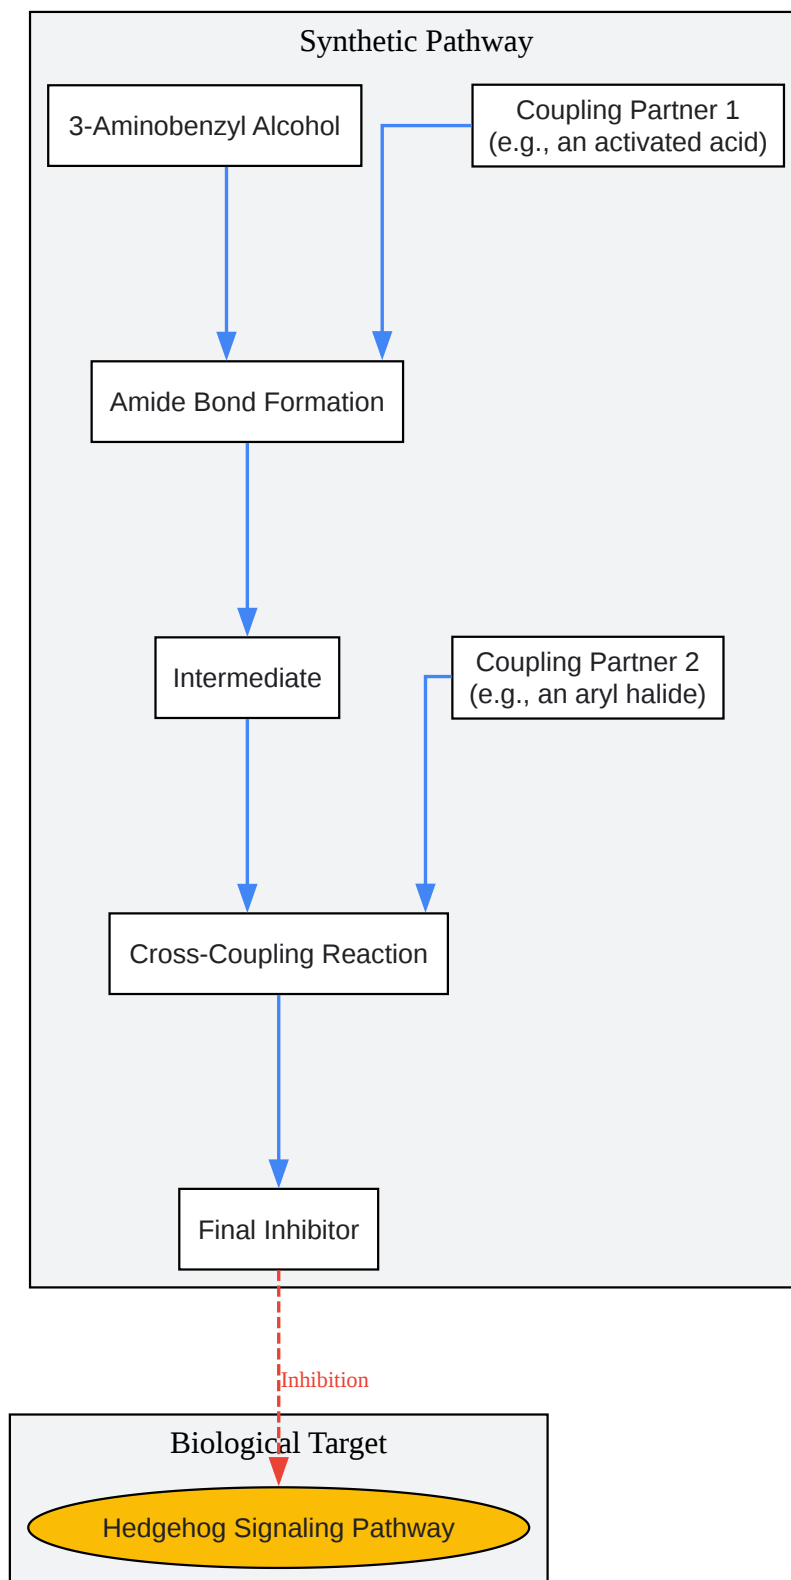 Synthetic Pathway
3-Aminobenzyl Alcohol
Coupling Partner 1
(e.g., an activated acid)
Amide Bond Formation
Intermediate
Coupling Partner 2
(e.g., an aryl halide)
Cross-Coupling Reaction
Final Inhibitor
Inhibition
Biological Target
Hedgehog Signaling Pathway